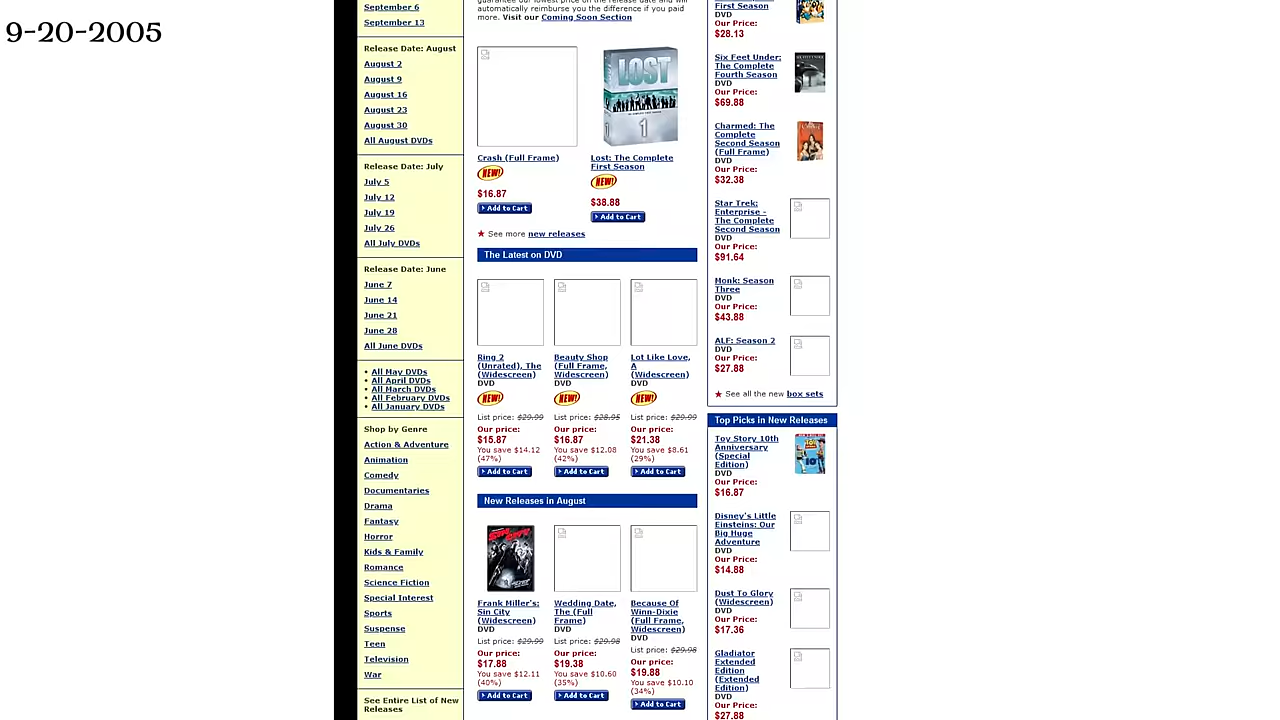 9-20-2005
September 6
September 13
Release Date: August
August 2
August 9
August 16
August 23
August 30
All August DVDs
Release Date: July
July 5
July 12
July 19
July 26
All July DVDs
Release Date: June
June 7
June 14
June 21
June 28
All June DVDs
• All May DVDs
• All April DVDs
• All March DVDs
• All February DVDs
• All January DVDs
Shop by Genre
Action & Adventure
Animation
Comedy
Documentaries
Drama
Fantasy
Horror
Kids & Family
Romance
Science Fiction
Special Interest
Sports
Suspense
Teen
Television
War
See Entire List of New
Releases
guarantee our lowest price on the release date and will
automatically reimburse you the difference if you paid
more. Visit our Coming Soon Section
LOST
1
Crash (Full Frame)
NEW!
$16.87
Add to Cart
Lost: The Complete
First Season
NEW!
$38.88
Add to Cart
See more new releases
The Latest on DVD
Ring 2
(Unrated), The
(Widescreen)
DVD
NEW!
List price: $29.99
Our price:
$15.87
You save $14.12
(47%)
Add to Cart
Beauty Shop
(Full Frame,
Widescreen)
DVD
NEW!
List price: $28.95
Our price:
$16.87
You save $12.08
(42%)
Add to Cart
Lot Like Love,
A
(Widescreen)
DVD
NEW!
List price: $29.99
Our price:
$21.38
You save $8.61
(29%)
Add to Cart
New Releases in August
Frank Miller's:
Sin City
(Widescreen)
DVD
List price: $29.99
Our price:
$17.88
You save $12.11
(40%)
Add to Cart
Wedding Date,
The (Full
Frame)
DVD
List price: $29.98
Our price:
$19.38
You save $10.60
(35%)
Add to Cart
Because Of
Winn-Dixie
(Full Frame,
Widescreen)
DVD
List price: $29.98
Our price:
$19.88
You save $10.10
(34%)
Add to Cart
First Season
DVD
Our Price:
$28.13
Six Feet Under:
The Complete
Fourth Season
DVD
Our Price:
$69.88
Charmed: The
Complete
Second Season
(Full Frame)
DVD
Our Price:
$32.38
Star Trek:
Enterprise -
The Complete
Second Season
DVD
Our Price:
$91.64
Monk: Season
Three
DVD
Our Price:
$43.88
ALF: Season 2
DVD
Our Price:
$27.88
See all the new box sets
Top Picks in New Releases
Toy Story 10th
Anniversary
(Special
Edition)
DVD
Our Price:
$16.87
Disney's Little
Einsteins: Our
Big Huge
Adventure
DVD
Our Price:
$14.88
Dust To Glory
(Widescreen)
DVD
Our Price:
$17.36
Gladiator
Extended
Edition
(Extended
Edition)
DVD
Our Price:
$27.88